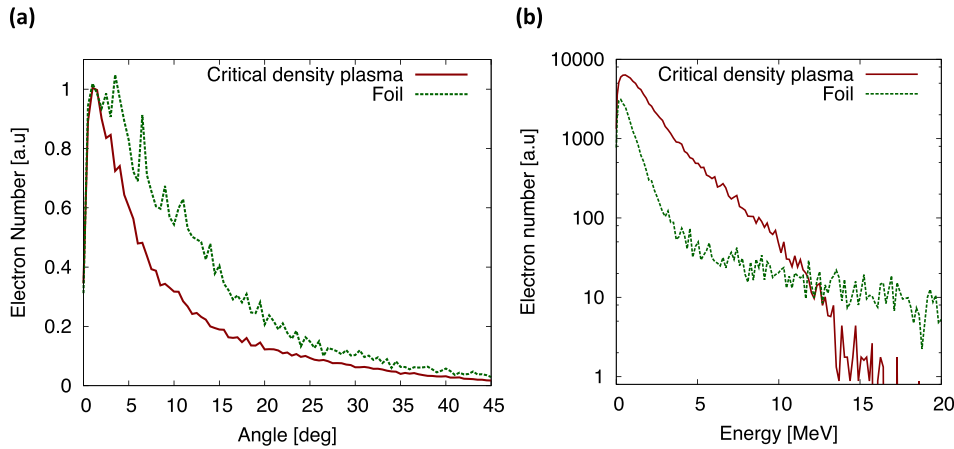 (a)
Electron Number [a.u]
1
0.8
0.6
0.4
0.2
0
Critical density plasma
Foil
0 5 10 15 20 25 30 35 40 45
Angle [deg]
(b)
Electron number [a.u]
10000
1000
100
10
1
Critical density plasma
Foil
0 5 10 15 20
Energy [MeV]